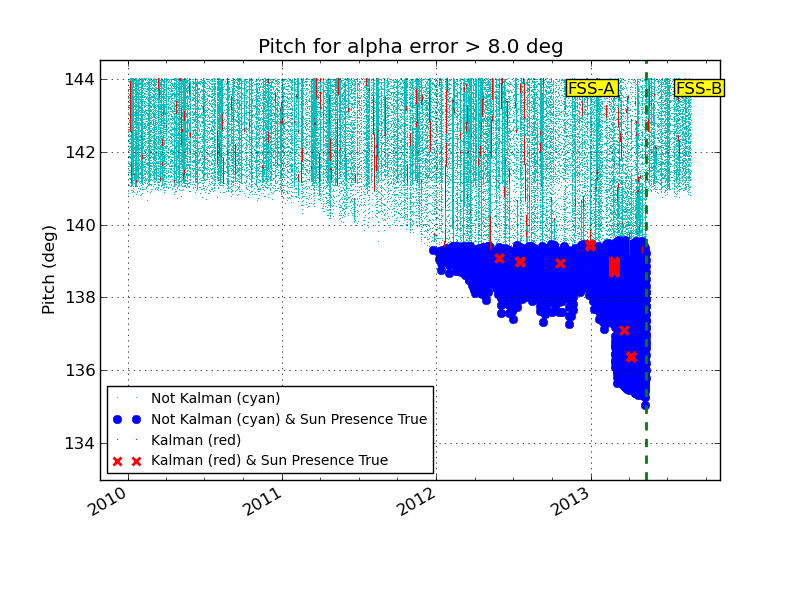 Pitch for alpha error > 8.0 deg
144
142
140
138
136
134
Pitch (deg)
FSS-A
FSS-B
Not Kalman (cyan)
Not Kalman (cyan) & Sun Presence True
Kalman (red)
Kalman (red) & Sun Presence True
2010
2011
2012
2013